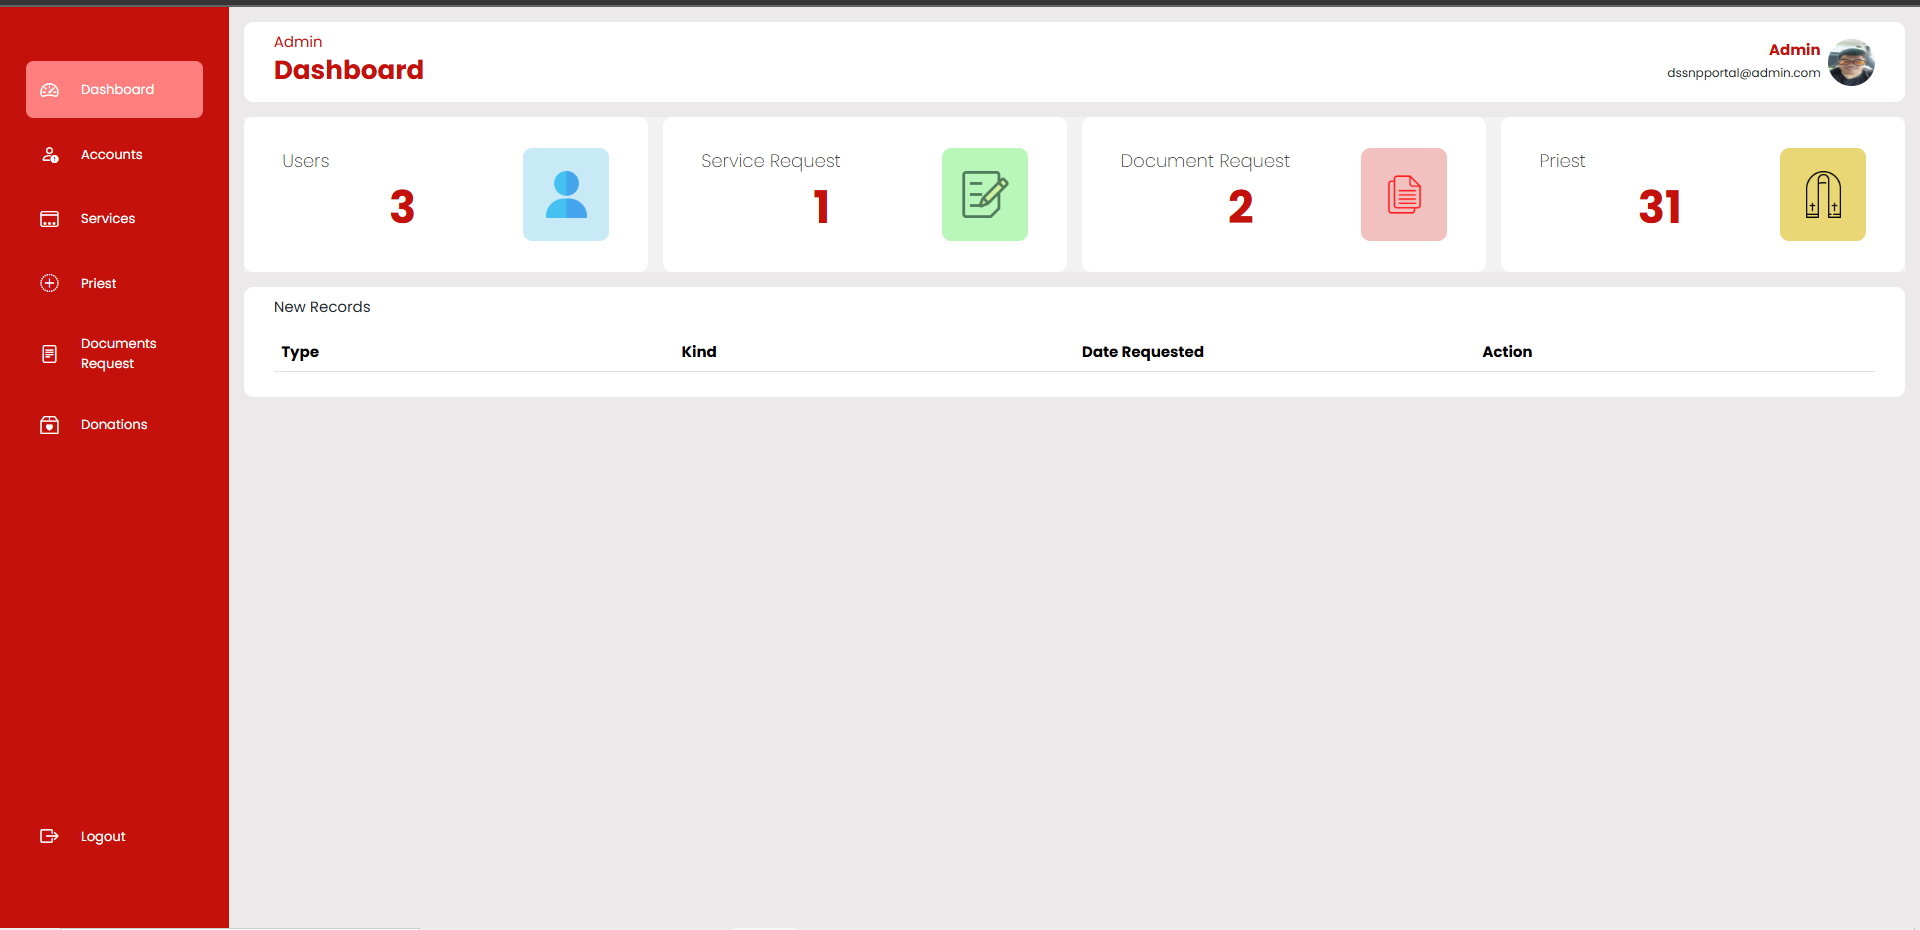 Dashboard
Accounts
Services
Priest
Documents
Request
Donations
Logout
Admin
Dashboard
Admin
dssnpportal@admin.com
Users
3
Service Request
1
Document Request
2
Priest
31
New Records
Type Kind Date Requested Action